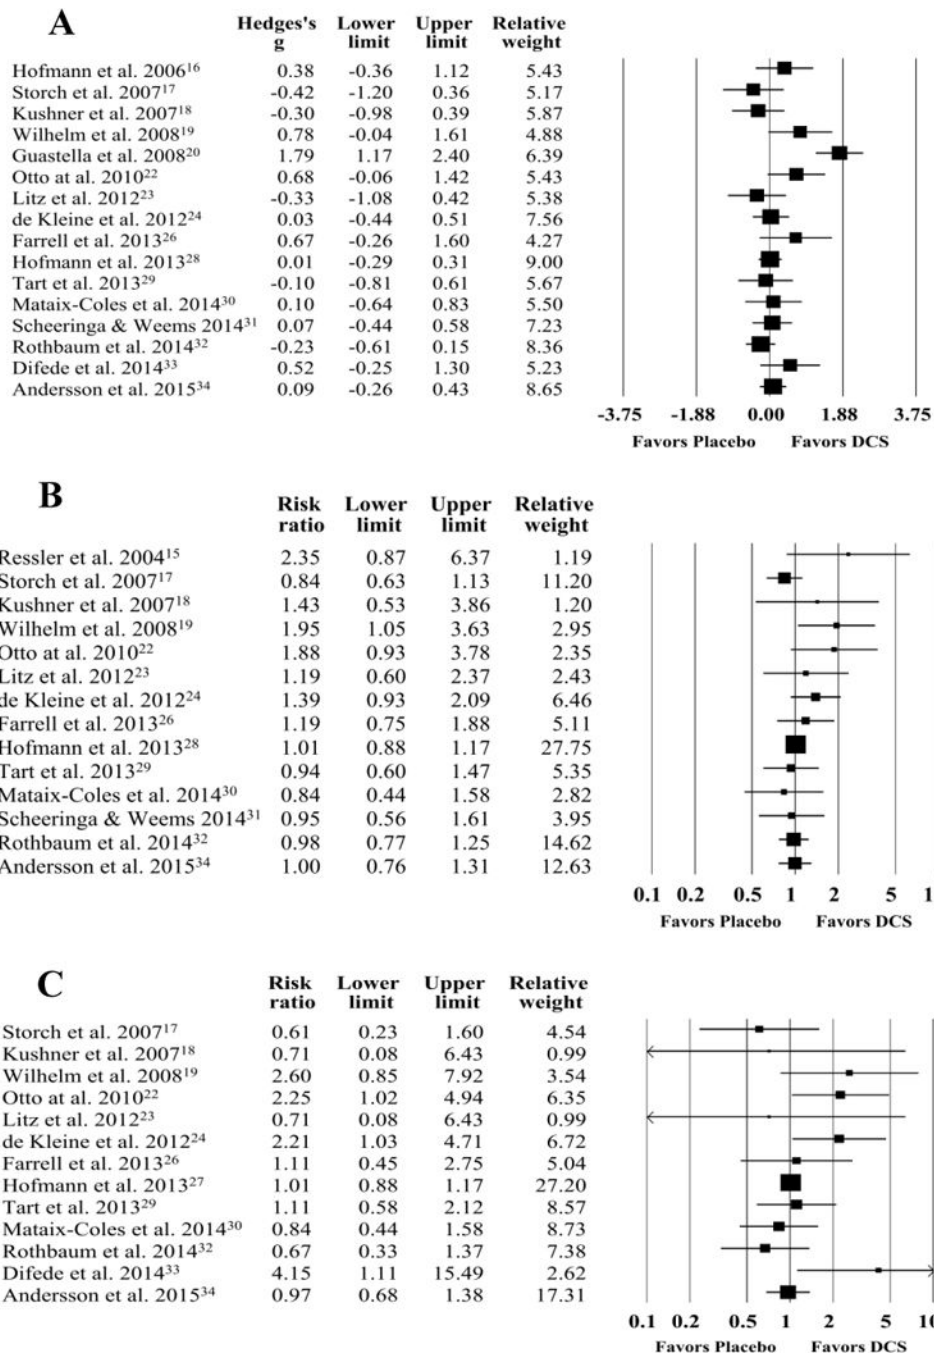 A
Hedges's g Lower limit Upper limit Relative weight
Hofmann et al. 2006¹⁶ 0.38 -0.36 1.12 5.43
Storch et al. 2007¹⁷ -0.42 -1.20 0.36 5.17
Kushner et al. 2007¹⁸ -0.30 -0.98 0.39 5.87
Wilhelm et al. 2008¹⁹ 0.78 -0.04 1.61 4.88
Guastella et al. 2008²⁰ 1.79 1.17 2.40 6.39
Otto at al. 2010²² 0.68 -0.06 1.42 5.43
Litz et al. 2012²³ -0.33 -1.08 0.42 5.38
de Kleine et al. 2012²⁴ 0.03 -0.44 0.51 7.56
Farrell et al. 2013²⁶ 0.67 -0.26 1.60 4.27
Hofmann et al. 2013²⁸ 0.01 -0.29 0.31 9.00
Tart et al. 2013²⁹ -0.10 -0.81 0.61 5.67
Mataix-Coles et al. 2014³⁰ 0.10 -0.64 0.83 5.50
Scheeringa & Weems 2014³¹ 0.07 -0.44 0.58 7.23
Rothbaum et al. 2014³² -0.23 -0.61 0.15 8.36
Difede et al. 2014³³ 0.52 -0.25 1.30 5.23
Andersson et al. 2015³⁴ 0.09 -0.26 0.43 8.65
-3.75 -1.88 0.00 1.88 3.75
Favors Placebo Favors DCS
B
Risk ratio Lower limit Upper limit Relative weight
Ressler et al. 2004¹⁵ 2.35 0.87 6.37 1.19
Storch et al. 2007¹⁷ 0.84 0.63 1.13 11.20
Kushner et al. 2007¹⁸ 1.43 0.53 3.86 1.20
Wilhelm et al. 2008¹⁹ 1.95 1.05 3.63 2.95
Otto at al. 2010²² 1.88 0.93 3.78 2.35
Litz et al. 2012²³ 1.19 0.60 2.37 2.43
de Kleine et al. 2012²⁴ 1.39 0.93 2.09 6.46
Farrell et al. 2013²⁶ 1.19 0.75 1.88 5.11
Hofmann et al. 2013²⁸ 1.01 0.88 1.17 27.75
Tart et al. 2013²⁹ 0.94 0.60 1.47 5.35
Mataix-Coles et al. 2014³⁰ 0.84 0.44 1.58 2.82
Scheeringa & Weems 2014³¹ 0.95 0.56 1.61 3.95
Rothbaum et al. 2014³² 0.98 0.77 1.25 14.62
Andersson et al. 2015³⁴ 1.00 0.76 1.31 12.63
0.1 0.2 0.5 1 2 5 1
Favors Placebo Favors DCS
C
Risk ratio Lower limit Upper limit Relative weight
Storch et al. 2007¹⁷ 0.61 0.23 1.60 4.54
Kushner et al. 2007¹⁸ 0.71 0.08 6.43 0.99
Wilhelm et al. 2008¹⁹ 2.60 0.85 7.92 3.54
Otto at al. 2010²² 2.25 1.02 4.94 6.35
Litz et al. 2012²³ 0.71 0.08 6.43 0.99
de Kleine et al. 2012²⁴ 2.21 1.03 4.71 6.72
Farrell et al. 2013²⁶ 1.11 0.45 2.75 5.04
Hofmann et al. 2013²⁷ 1.01 0.88 1.17 27.20
Tart et al. 2013²⁹ 1.11 0.58 2.12 8.57
Mataix-Coles et al. 2014³⁰ 0.84 0.44 1.58 8.73
Rothbaum et al. 2014³² 0.67 0.33 1.37 7.38
Difede et al. 2014³³ 4.15 1.11 15.49 2.62
Andersson et al. 2015³⁴ 0.97 0.68 1.38 17.31
0.1 0.2 0.5 1 2 5 10
Favors Placebo Favors DCS